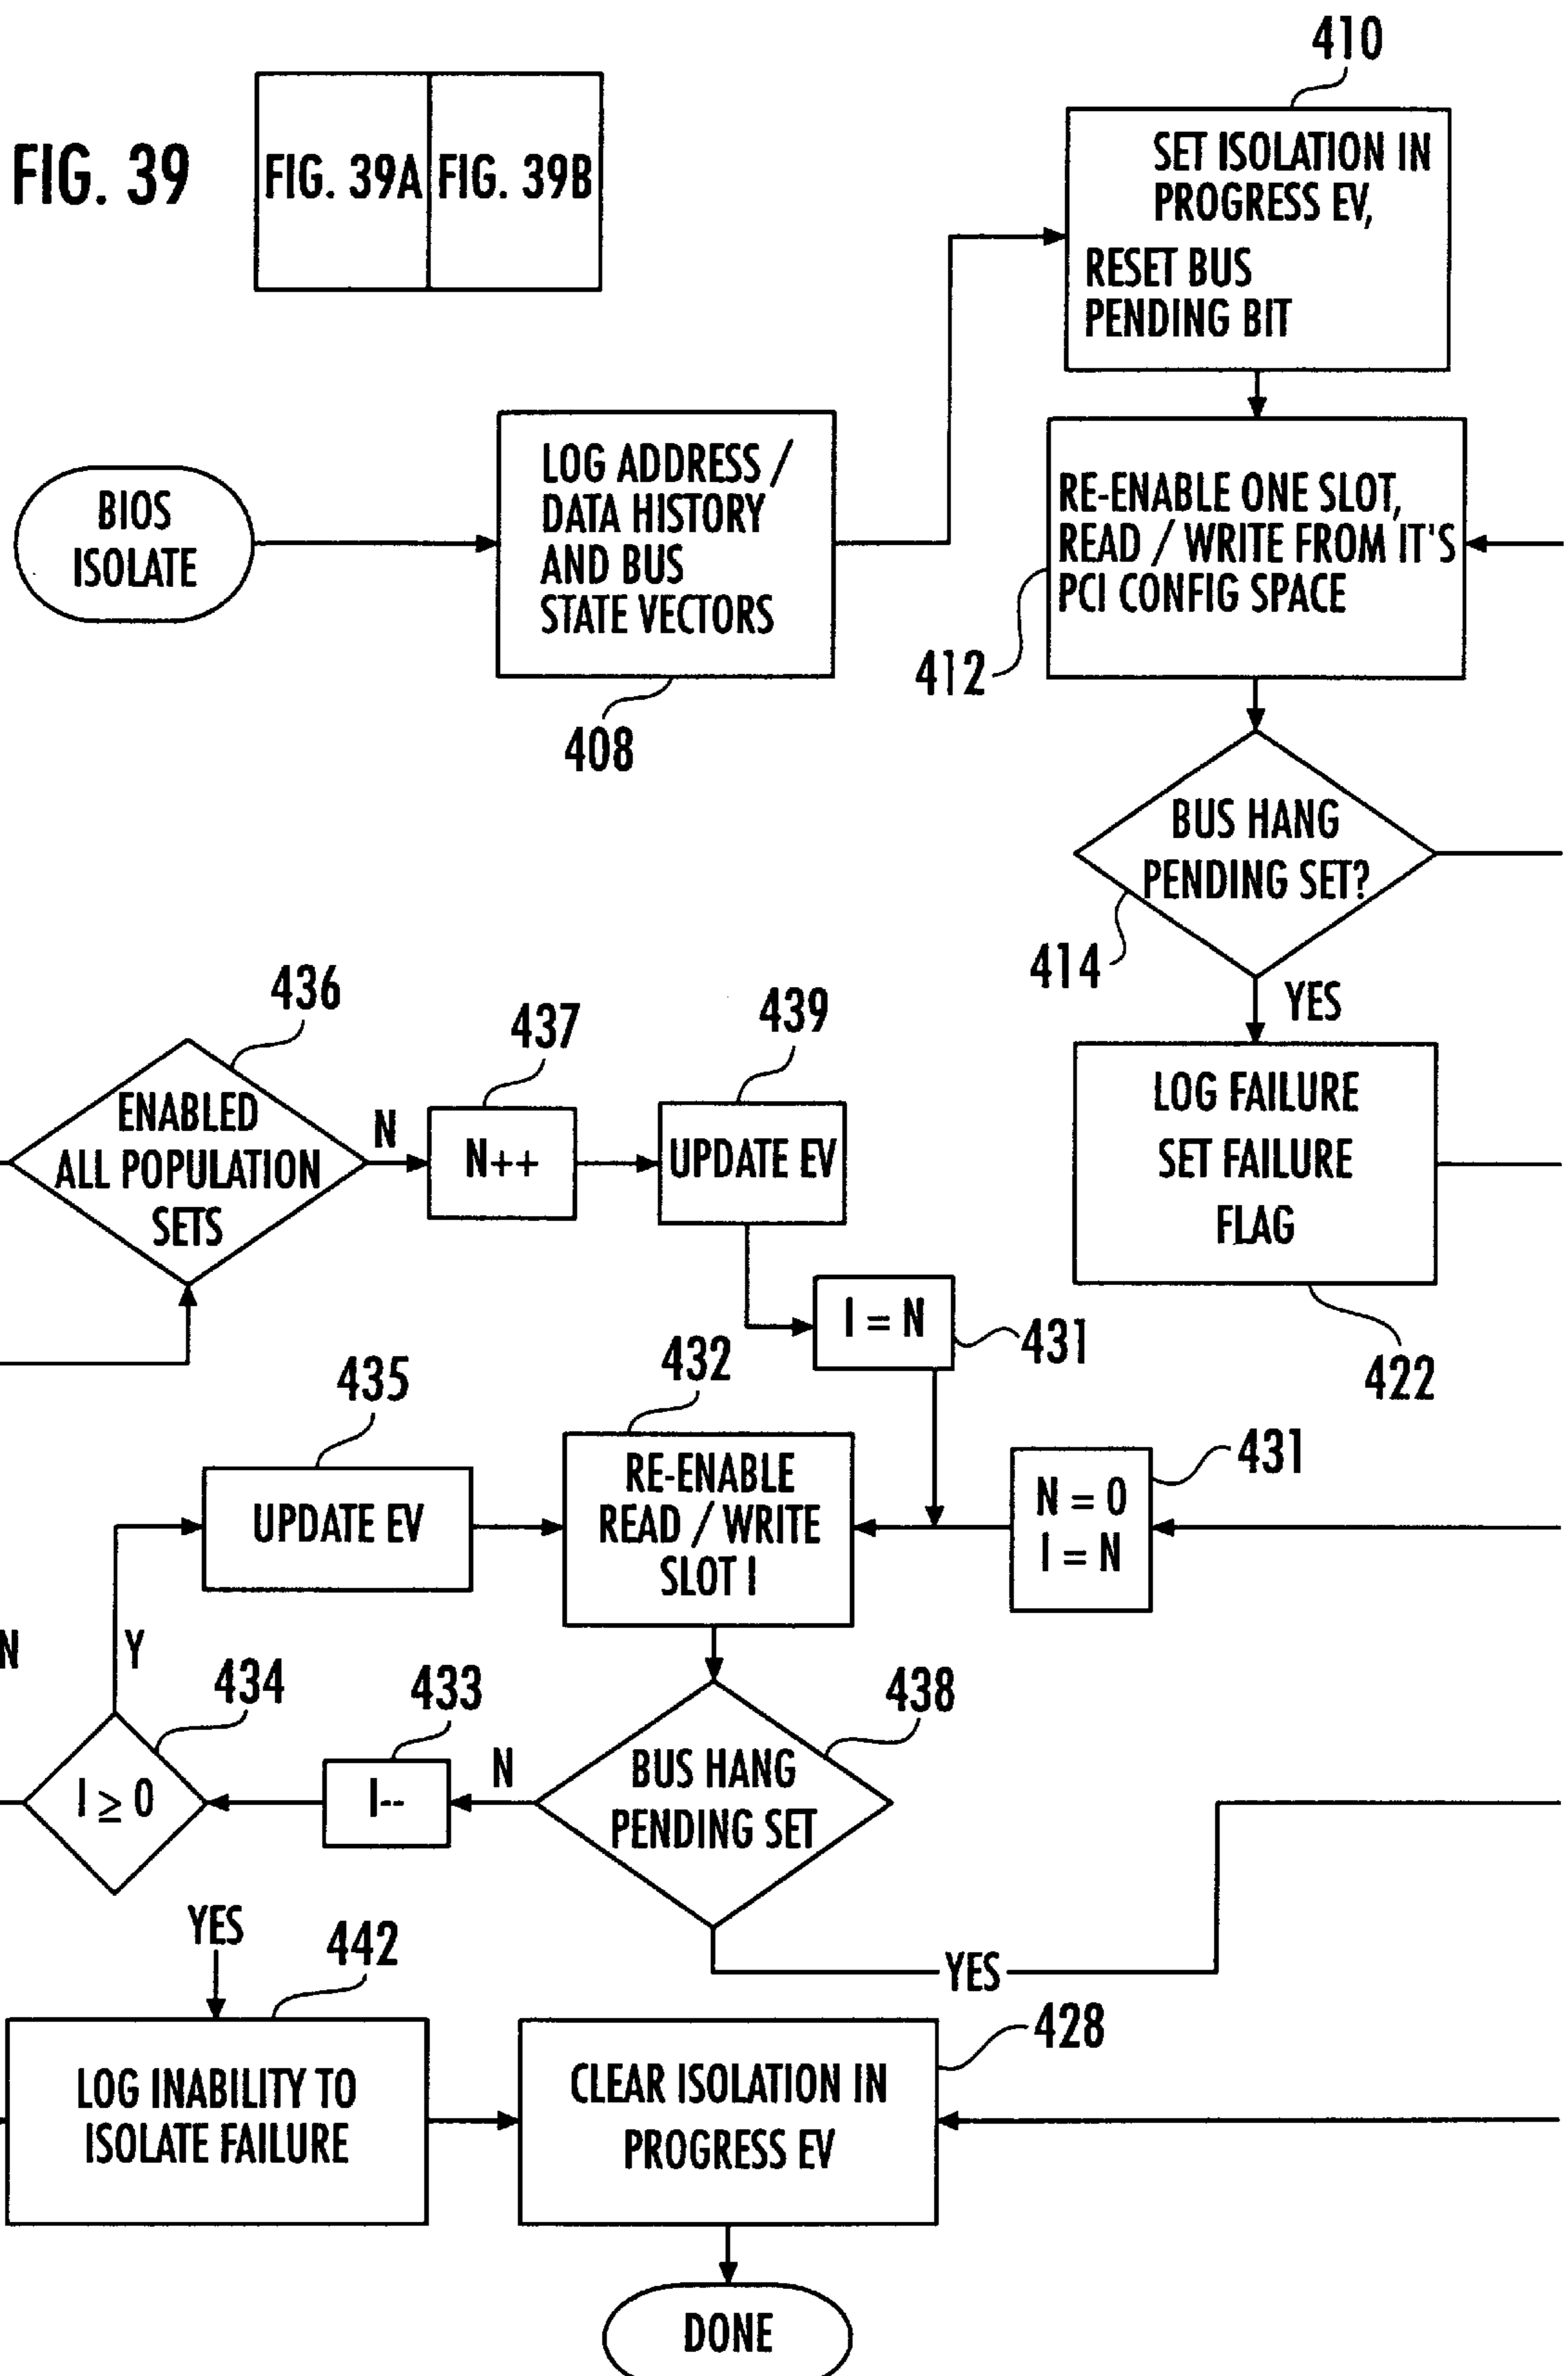 FIG. 39
FIG. 39A
FIG. 39B
410
SET ISOLATION IN
PROGRESS EV,
RESET BUS
PENDING BIT
BIOS
ISOLATE
LOG ADDRESS /
DATA HISTORY
AND BUS
STATE VECTORS
408
RE-ENABLE ONE SLOT,
READ / WRITE FROM IT'S
PCI CONFIG SPACE
412
BUS HANG
PENDING SET?
414
YES
LOG FAILURE
SET FAILURE
FLAG
422
436
ENABLED
ALL POPULATION
SETS
N
437
N++
439
UPDATE EV
I = N
431
435
UPDATE EV
432
RE-ENABLE
READ / WRITE
SLOT I
431
N = 0
I = N
N
Y
434
I ≥ 0
433
I--
N
438
BUS HANG
PENDING SET
YES
YES
442
LOG INABILITY TO
ISOLATE FAILURE
428
CLEAR ISOLATION IN
PROGRESS EV
DONE